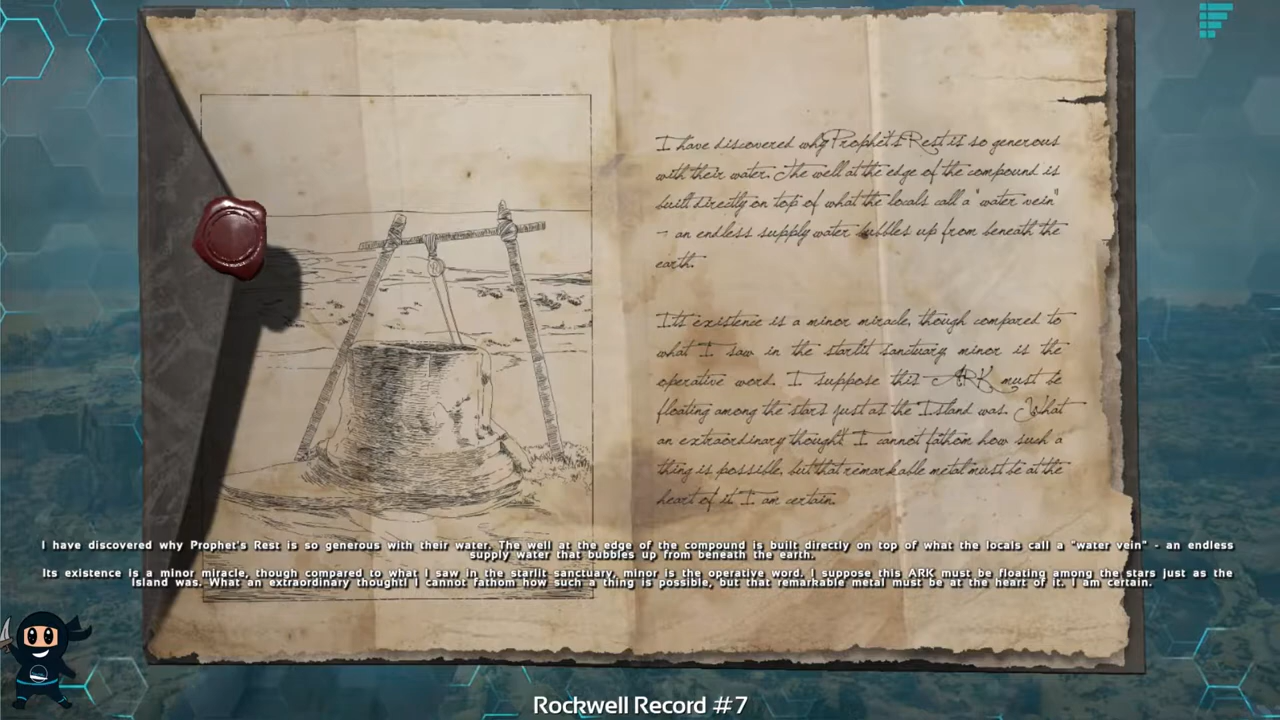 I have discovered why Prophet's Rest is so generous
with their water. The well at the edge of the compound is
built directly on top of what the locals call a "water vein"
- an endless supply water bubbles up from beneath the
earth.
Its existence is a minor miracle, though compared to
what I saw in the starlit sanctuary, minor is the
operative word. I suppose this ARK must be
floating among the stars just as the Island was. What
an extraordinary thought! I cannot fathom how such a
thing is possible, but that remarkable metal must be at the
heart of it. I am certain.
I have discovered why Prophet's Rest is so generous with their water. The well at the edge of the compound is built directly on top of what the locals call a "water vein" - an endless
supply water that bubbles up from beneath the earth.
Its existence is a minor miracle, though compared to what I saw in the starlit sanctuary, minor is the operative word. I suppose this ARK must be floating among the stars just as the
Island was. What an extraordinary thought! I cannot fathom how such a thing is possible, but that remarkable metal must be at the heart of it. I am certain.
Rockwell Record #7